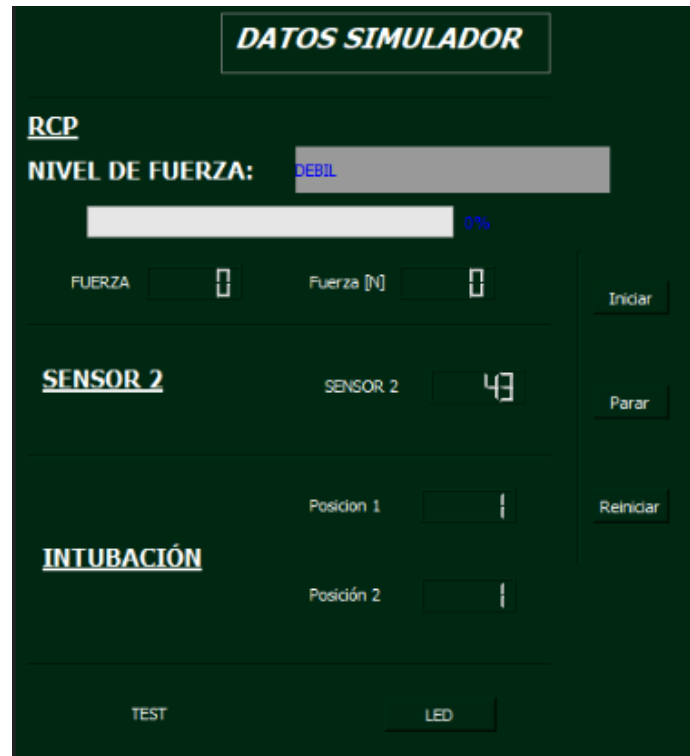 DATOS SIMULADOR
RCP
NIVEL DE FUERZA: DEBIL
0%
FUERZA 0 Fuerza [N] 0
Iniciar
SENSOR 2 SENSOR 2 43
Parar
Posicion 1 1
Reiniciar
INTUBACIÓN
Posición 2 1
TEST LED